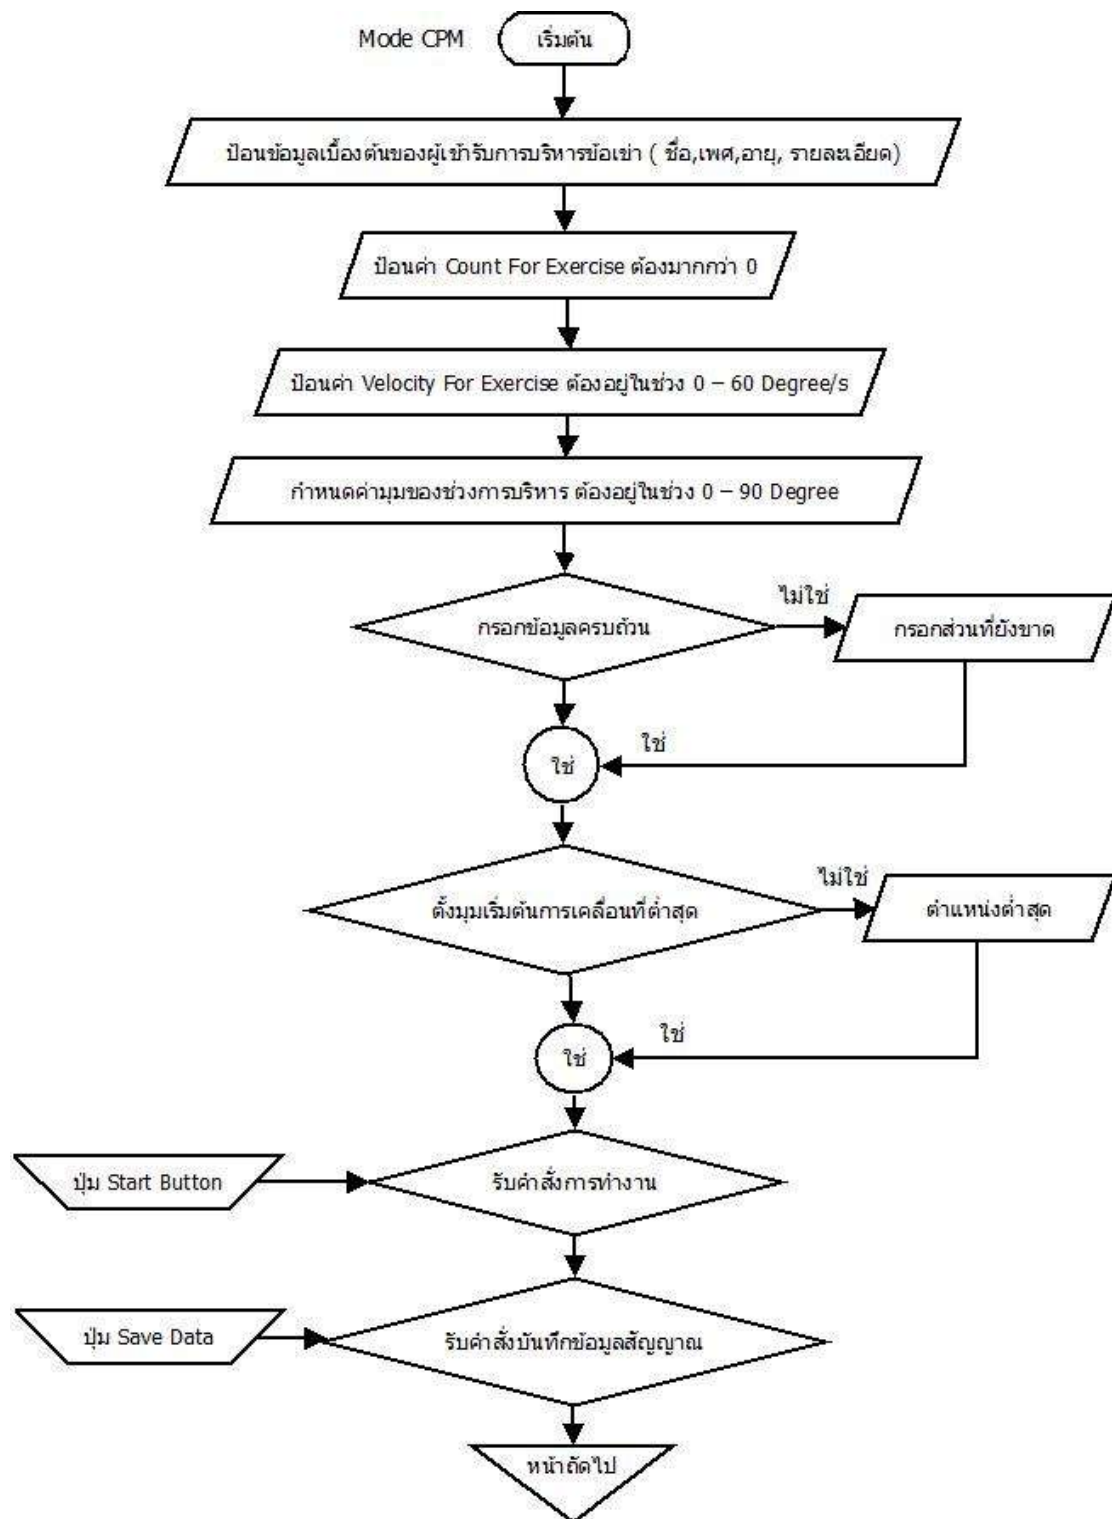 Mode CPM
เริ่มต้น
ป้อนข้อมูลเบื้องต้นของผู้เข้ารับการบริหารข้อเข่า ( ชื่อ,เพศ,อายุ, รายละเอียด)
ป้อนค่า Count For Exercise ต้องมากกว่า 0
ป้อนค่า Velocity For Exercise ต้องอยู่ในช่วง 0 – 60 Degree/s
กำหนดค่ามุมของช่วงการบริหาร ต้องอยู่ในช่วง 0 – 90 Degree
ไม่ใช่
กรอกข้อมูลครบถ้วน
กรอกส่วนที่ยังขาด
ใช่
ใช่
ไม่ใช่
ตั้งมุมเริ่มต้นการเคลื่อนที่ต่ำสุด
ตำแหน่งต่ำสุด
ใช่
ใช่
ปุ่ม Start Button
รับคำสั่งการทำงาน
ปุ่ม Save Data
รับคำสั่งบันทึกข้อมูลสัญญาณ
หน้าถัดไป